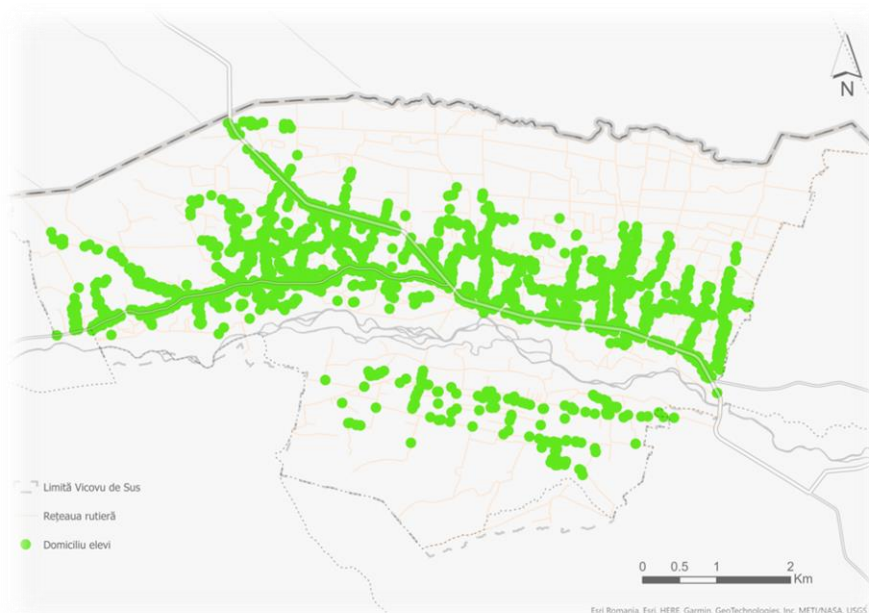 N
Limită Vicovu de Sus
Rețeaua rutieră
Domiciliu elevi
0 0.5 1 2
Km
Esri Romania, Esri, HERE, Garmin, GeoTechnologies, Inc, METI/NASA, USGS